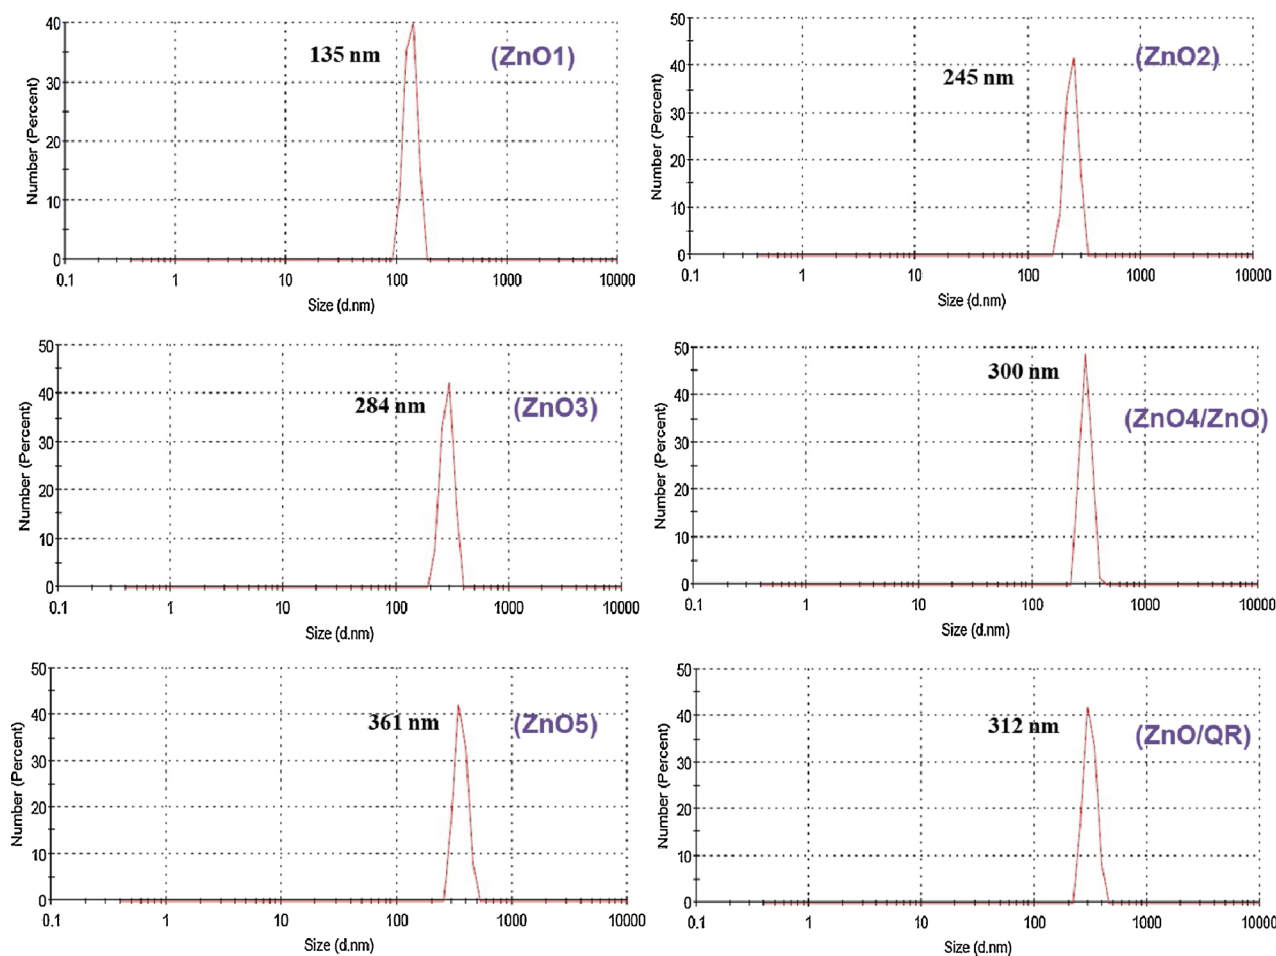 40
30
20
10
0
Number (Percent)
135 nm
(ZnO1)
0.1 1 10 100 1000 10000
Size (d.nm)
50
40
30
20
10
0
Number (Percent)
245 nm
(ZnO2)
0.1 1 10 100 1000 10000
Size (d.nm)
50
40
30
20
10
0
Number (Percent)
284 nm
(ZnO3)
0.1 1 10 100 1000 10000
Size (d.nm)
50
40
30
20
10
0
Number (Percent)
300 nm
(ZnO4/ZnO)
0.1 1 10 100 1000 10000
Size (d.nm)
50
40
30
20
10
0
Number (Percent)
361 nm
(ZnO5)
0.1 1 10 100 1000 10000
Size (d.nm)
50
40
30
20
10
0
Number (Percent)
312 nm
(ZnO/QR)
0.1 1 10 100 1000 10000
Size (d.nm)